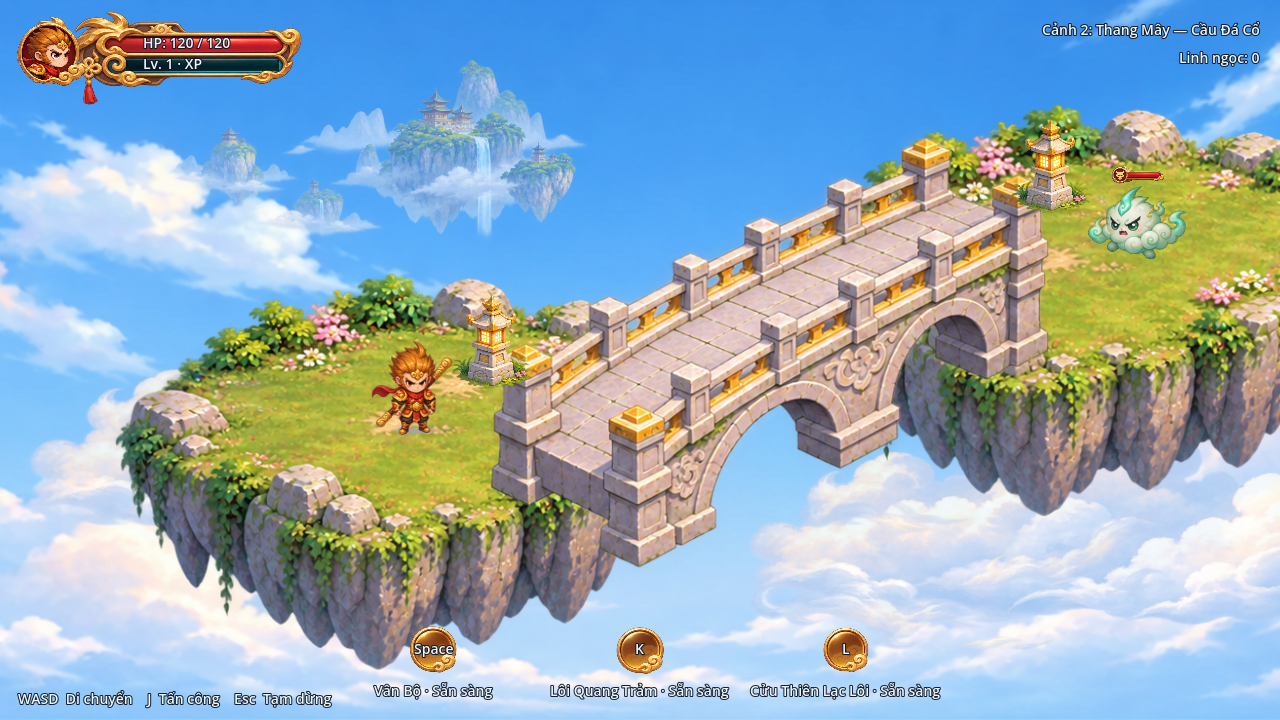 HP: 120 / 120
Lv. 1 · XP
Cảnh 2: Thang Mây — Cầu Đá Cổ
Linh ngọc: 0
Space
K
L
Vân Bộ · Sẵn sàng
Lôi Quang Trảm · Sẵn sàng
Cửu Thiên Lạc Lôi · Sẵn sàng
WASD Di chuyển J Tấn công Esc Tạm dừng